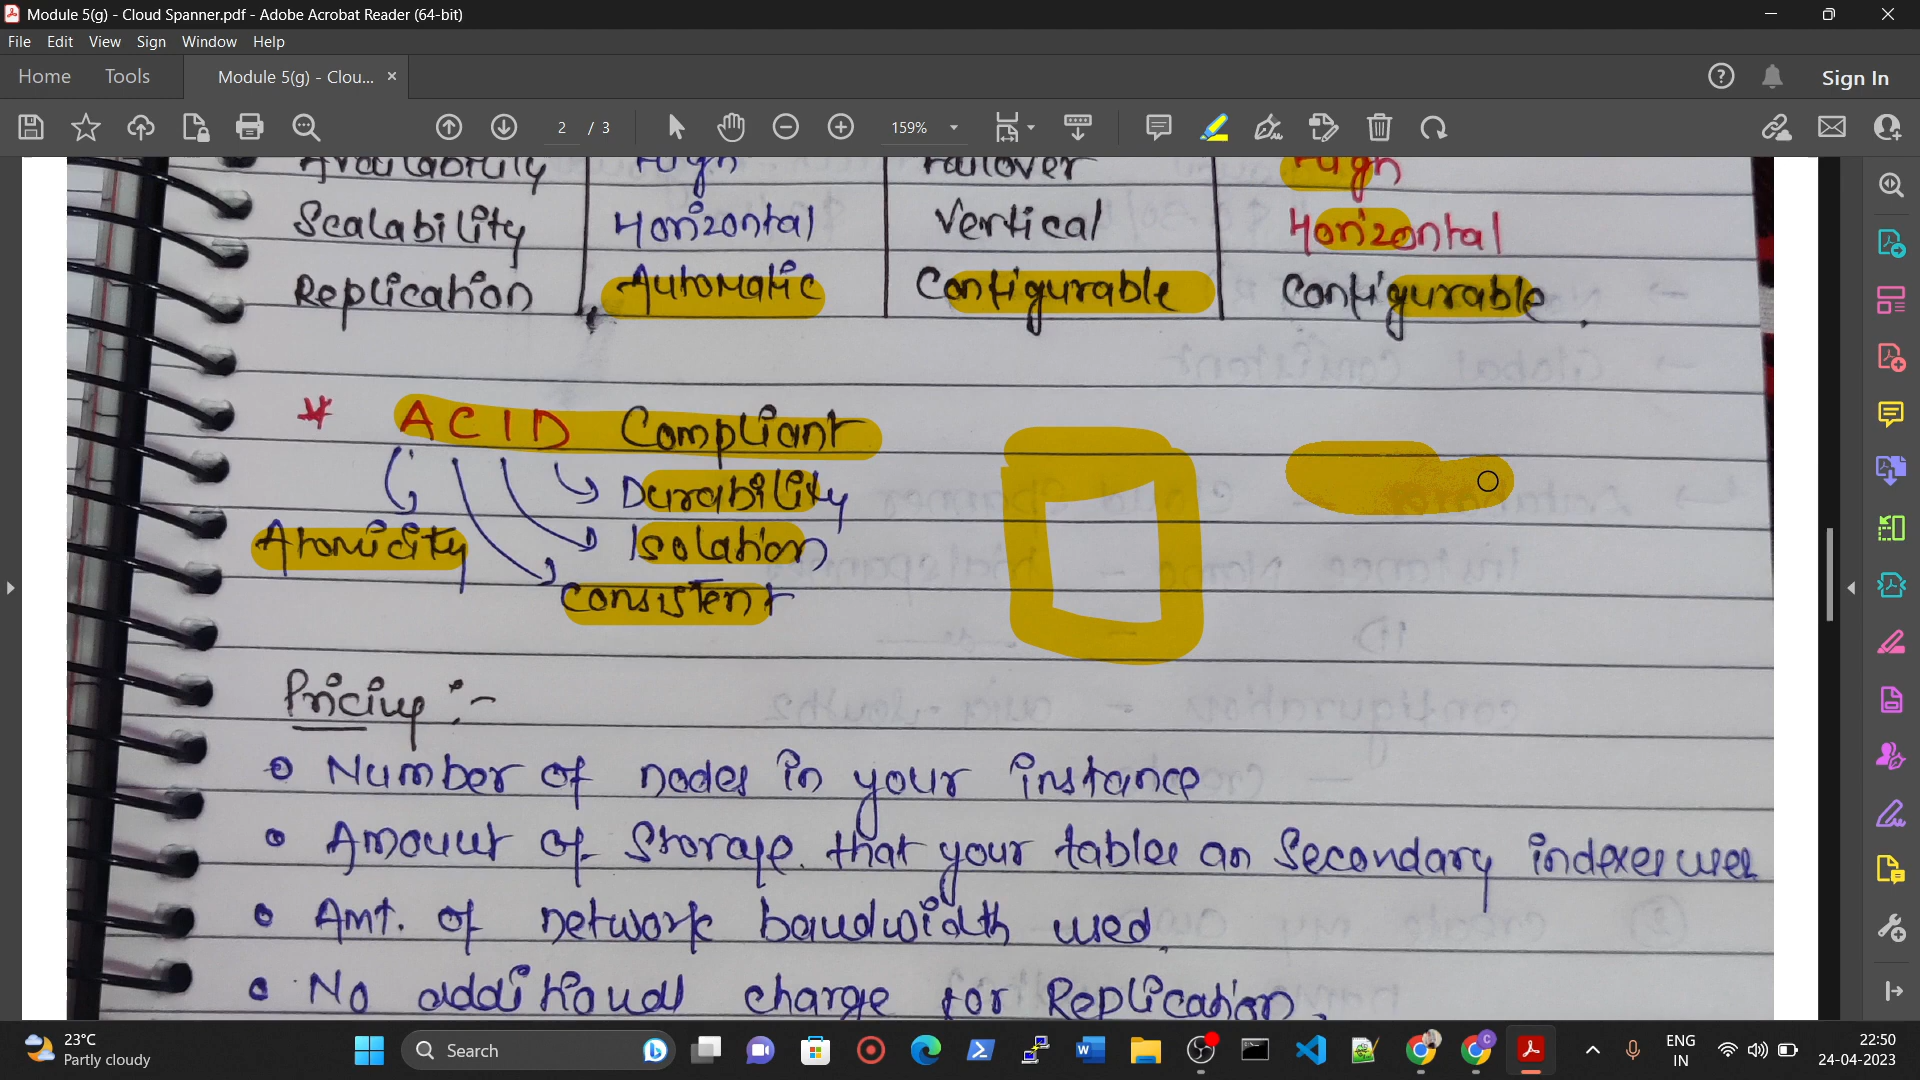 Module 5(g) - Cloud Spanner.pdf - Adobe Acrobat Reader (64-bit)
File Edit View Sign Window Help
Home Tools Module 5(g) - Clou... × Sign In
2 / 3 159%
Availability High Failover High
Scalability Horizontal Vertical Horizontal
Replication Automatic Configurable Configurable
* ACID Compliant
Durability
Atomicity Isolation
Consistent
Pricing :-
Number of nodes in your instance
Amount of Storage that your tables an Secondary indexes uses
Amt. of network bandwidth used.
No additional charge for Replication.
23°C
Partly cloudy
Search
ENG
IN
22:50
24-04-2023